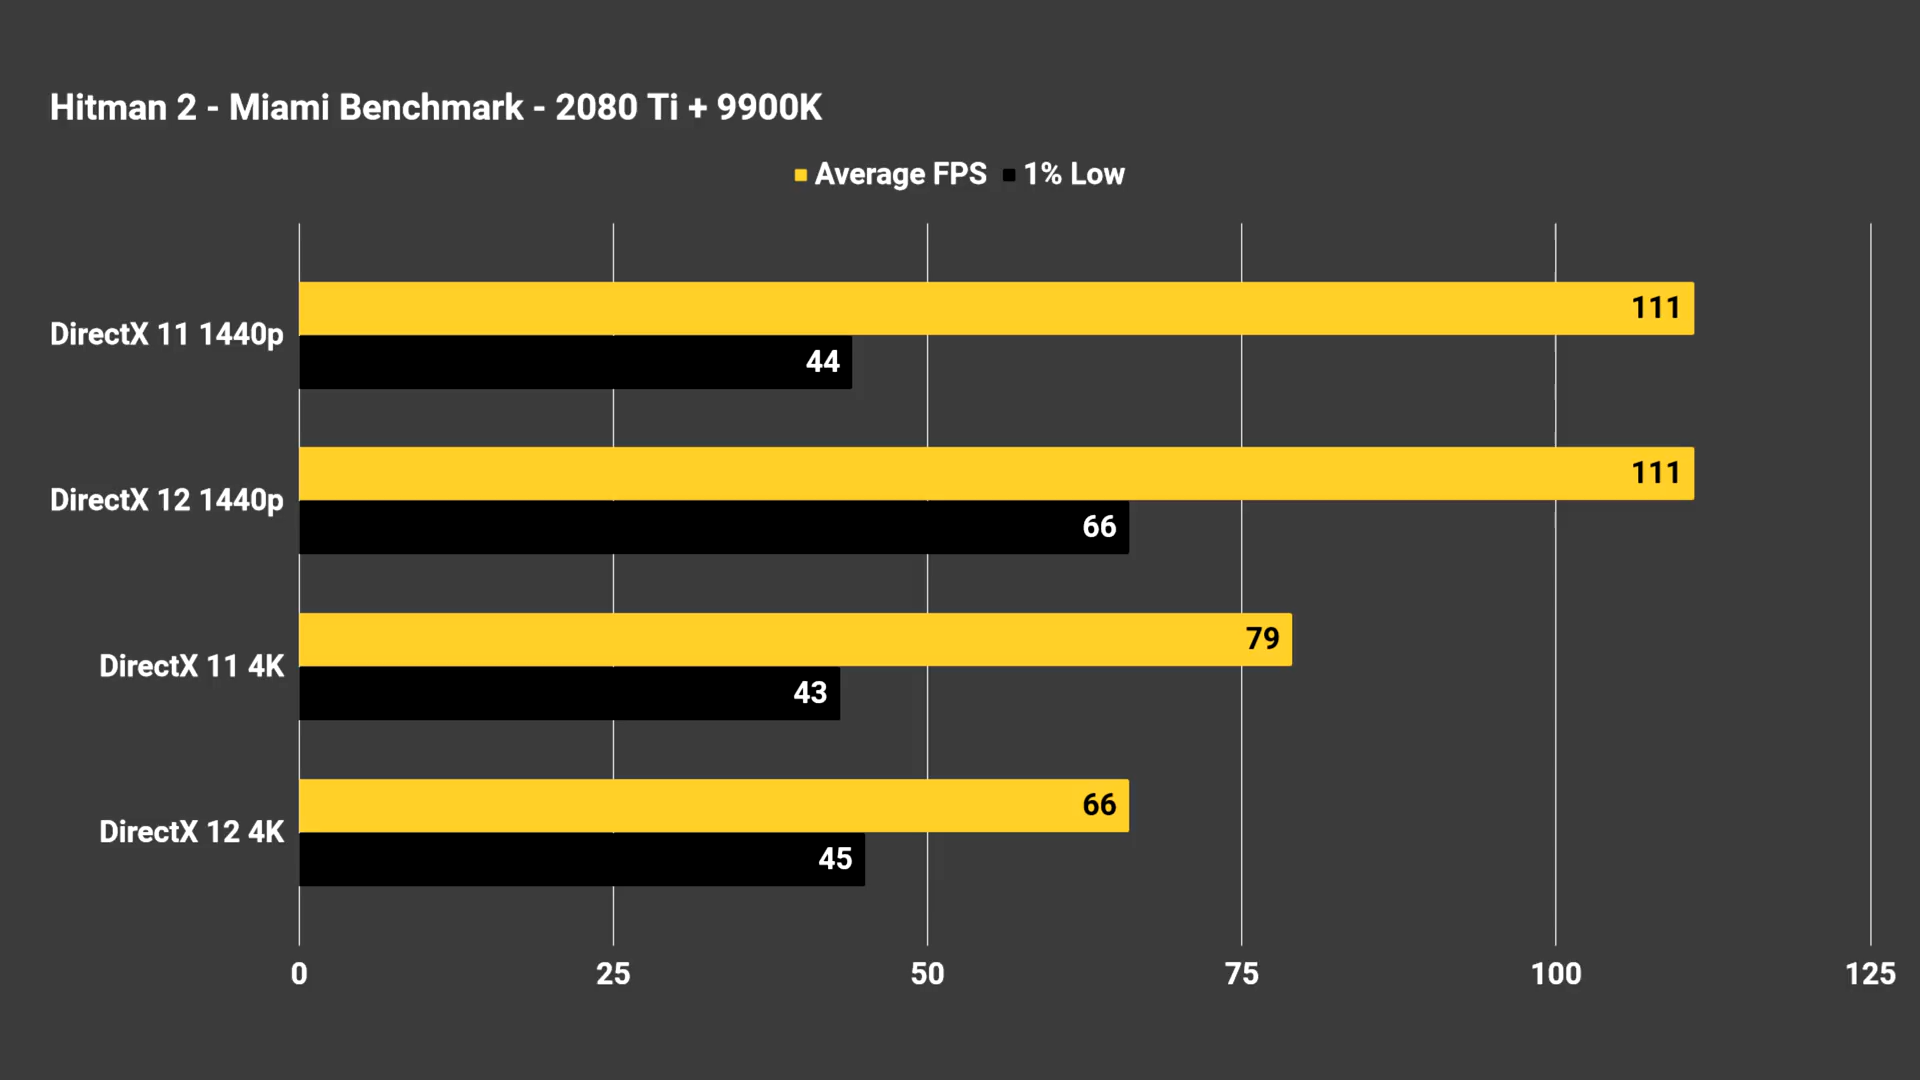 Hitman 2 - Miami Benchmark - 2080 Ti + 9900K
Average FPS 1% Low
DirectX 11 1440p
111
44
DirectX 12 1440p
111
66
DirectX 11 4K
79
43
DirectX 12 4K
66
45
0 25 50 75 100 125